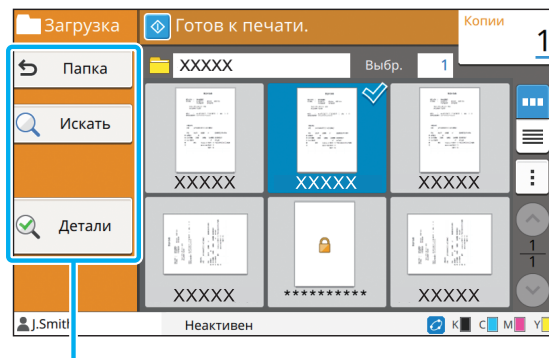 Загрузка
Готов к печати.
Копии
1
Папка
XXXXX
Выбр. 1
Искать
XXXXX XXXXX XXXXX
Детали
1
1
XXXXX ********** XXXXX
J.Smith
Неактивен
K C M Y